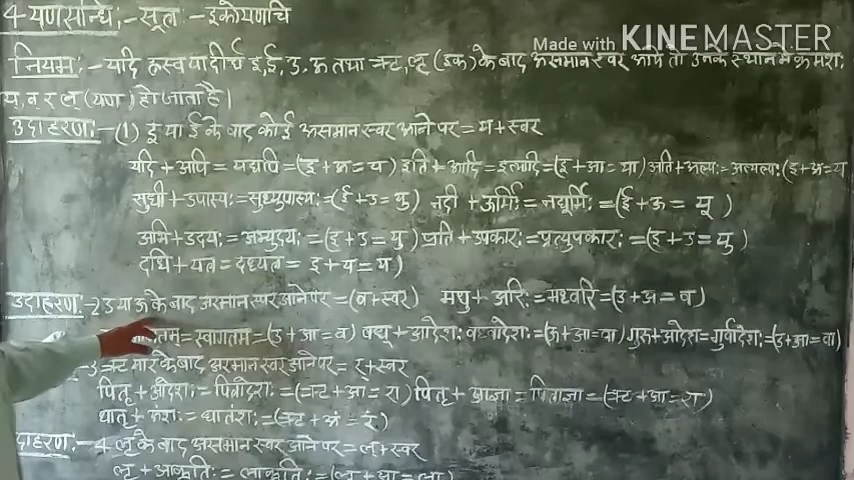 4-यणसन्धिः- सूत्रः- इकोयणचि
Made with KINEMASTER
नियमः- यदि ह्रस्व या दीर्घ इ,ई, उ, ऊ तथा ऋ, लृ (इक) के बाद असमान स्वर आये तो उनके स्थान मे क्रमशः
य, व, र, ल् (यण) हो जाता है।
उदाहरणः- (1) इ या ई के बाद कोई असमान स्वर आने पर = य + स्वर
यदि + अपि = यद्यपि = (इ + अ = य) इति + आदि = इत्यादि = (इ + आ = या) अति + अल्पः = अत्यल्पः (इ + अ = य
सुधी + उपास्यः = सुध्युपास्यः = (ई + उ = यु) नदी + ऊर्मिः = नद्यूर्मिः = (ई + ऊ = यू)
अभि + उदयः = अभ्युदयः = (इ + उ = यु) प्रति + उपकारः = प्रत्युपकारः = (इ + उ = यु)
दधि + यत्र = दध्यत्र = इ + य = य)
उदाहरणः-2 उ या ऊ के बाद असमान स्वर आने पर = (व + स्वर) मधु + अरिः = मध्वरि = (उ + अ = व)
= स्वागतम = (उ + आ = व) वधू + आदेशः वध्वादेशः = (ऊ + आ = वा) गुरु + आदेश = गुर्वादेशः = (उ + आ = वा)
-3 = ऋ के बाद असमान स्वर आने पर = र् + स्वर
पितृ + आदेशः = पित्रादेशः = (ऋ + आ = रा) पितृ + आज्ञा = पित्राज्ञा = (ऋ + आ = रा)
धातृ + अंशः = धात्रंशः = (ऋ + अं = रं)
दाहरणः-4 लृ के बाद असमान स्वर आने पर = ल् + स्वर
लृ + आकृतिः = लाकृतिः = (लृ + आ = ला)